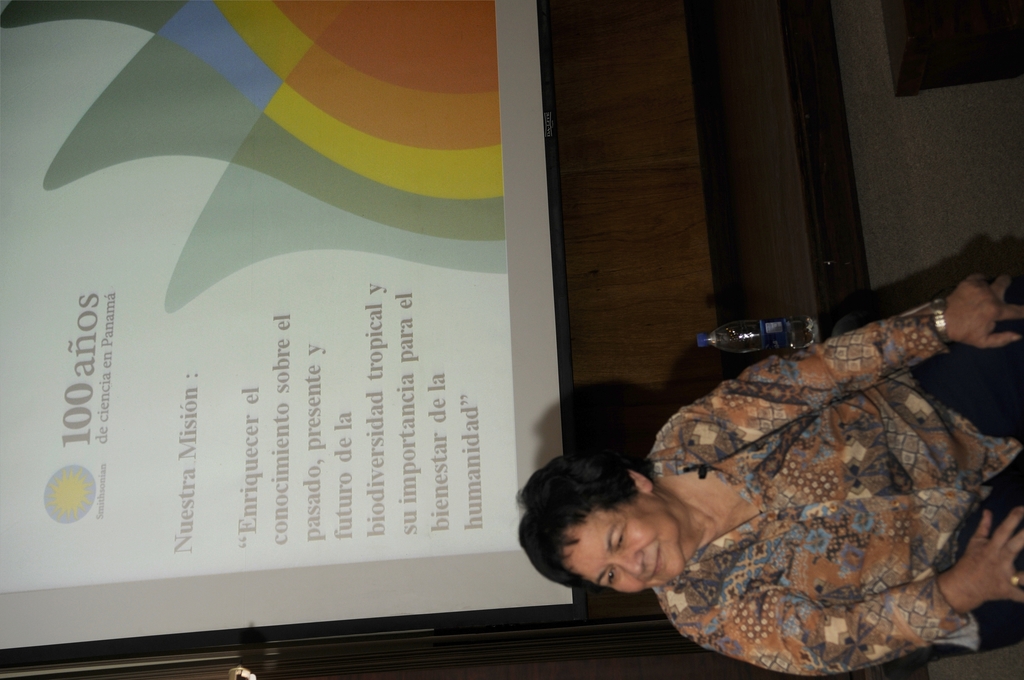 Smithsonian
100 años
de ciencia en Panamá
Nuestra Misión :
“Enriquecer el
conocimiento sobre el
pasado, presente y
futuro de la
biodiversidad tropical y
su importancia para el
bienestar de la
humanidad”